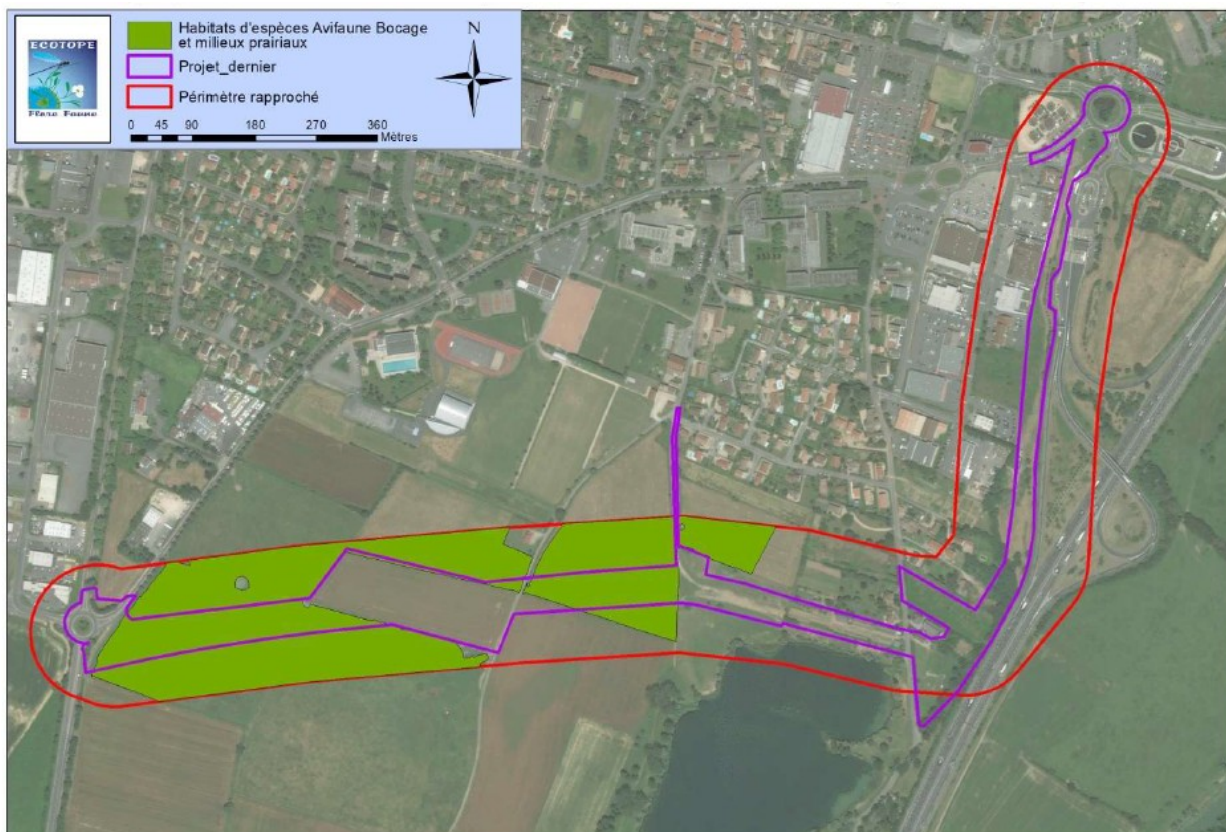 ECOTOPE
Flore Faune
Habitats d'espèces Avifaune Bocage
et milieux prairiaux
Projet_dernier
Périmètre rapproché
N
0 45 90 180 270 360
Mètres